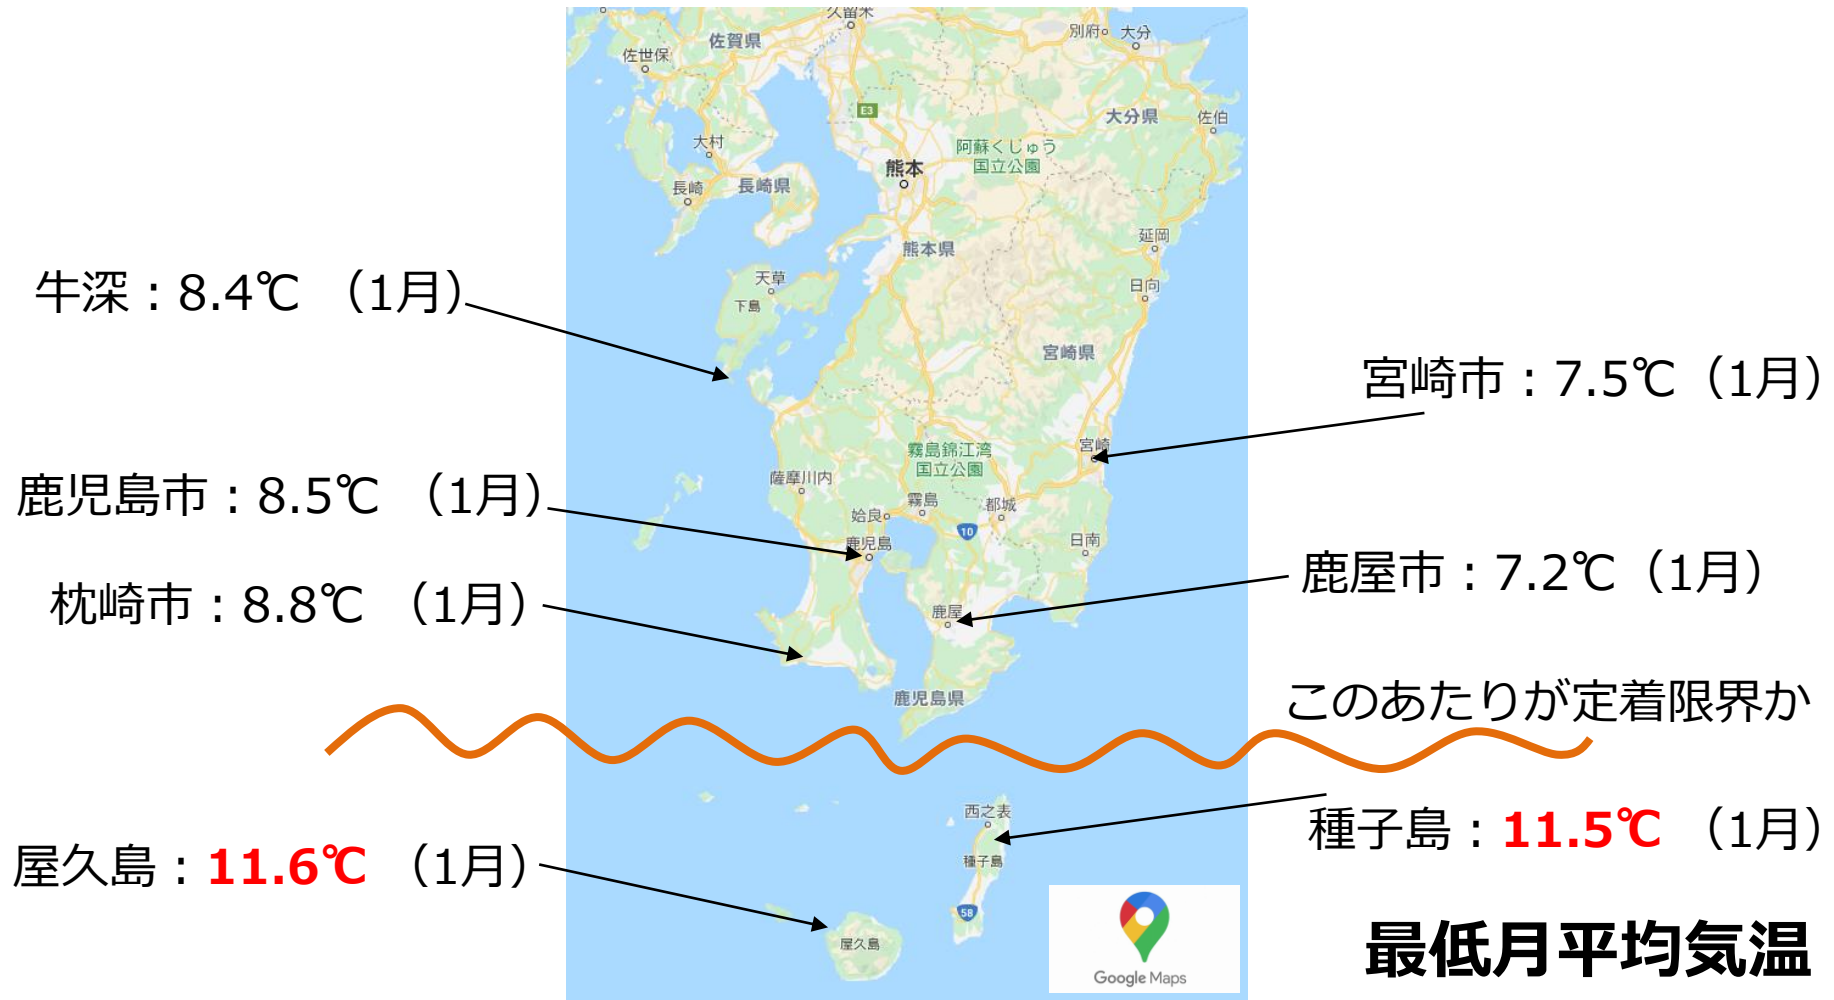 久留米
別府
大分
佐賀県
佐世保
E3
大分県
佐伯
大村
阿蘇くじゅう
国立公園
熊本
長崎
長崎県
延岡
熊本県
天草
日向
牛深：8.4℃ （1月）
下島
宮崎県
宮崎市：7.5℃（1月）
宮崎
霧島錦江湾
国立公園
薩摩川内
鹿児島市：8.5℃ （1月）
霧島
都城
姶良
10
鹿児島
日南
鹿屋市：7.2℃（1月）
枕崎市：8.8℃ （1月）
鹿屋
鹿児島県
このあたりが定着限界か
西之表
種子島：11.5℃ （1月）
種子島
屋久島：11.6℃ （1月）
58
屋久島
Google Maps
最低月平均気温